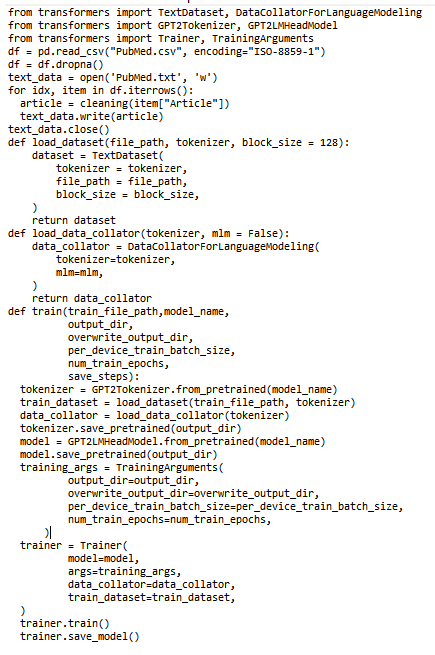 from transformers import TextDataset, DataCollatorForLanguageModeling
from transformers import GPT2Tokenizer, GPT2LMHeadModel
from transformers import Trainer, TrainingArguments
df = pd.read_csv("PubMed.csv", encoding="ISO-8859-1")
df = df.dropna()
text_data = open('PubMed.txt', 'w')
for idx, item in df.iterrows():
  article = cleaning(item["Article"])
  text_data.write(article)
text_data.close()
def load_dataset(file_path, tokenizer, block_size = 128):
    dataset = TextDataset(
        tokenizer = tokenizer,
        file_path = file_path,
        block_size = block_size,
    )
    return dataset
def load_data_collator(tokenizer, mlm = False):
    data_collator = DataCollatorForLanguageModeling(
        tokenizer=tokenizer,
        mlm=mlm,
    )
    return data_collator
def train(train_file_path,model_name,
          output_dir,
          overwrite_output_dir,
          per_device_train_batch_size,
          num_train_epochs,
          save_steps):
  tokenizer = GPT2Tokenizer.from_pretrained(model_name)
  train_dataset = load_dataset(train_file_path, tokenizer)
  data_collator = load_data_collator(tokenizer)
  tokenizer.save_pretrained(output_dir)
  model = GPT2LMHeadModel.from_pretrained(model_name)
  model.save_pretrained(output_dir)
  training_args = TrainingArguments(
          output_dir=output_dir,
          overwrite_output_dir=overwrite_output_dir,
          per_device_train_batch_size=per_device_train_batch_size,
          num_train_epochs=num_train_epochs,
      )
  trainer = Trainer(
          model=model,
          args=training_args,
          data_collator=data_collator,
          train_dataset=train_dataset,
  )
  trainer.train()
  trainer.save_model()